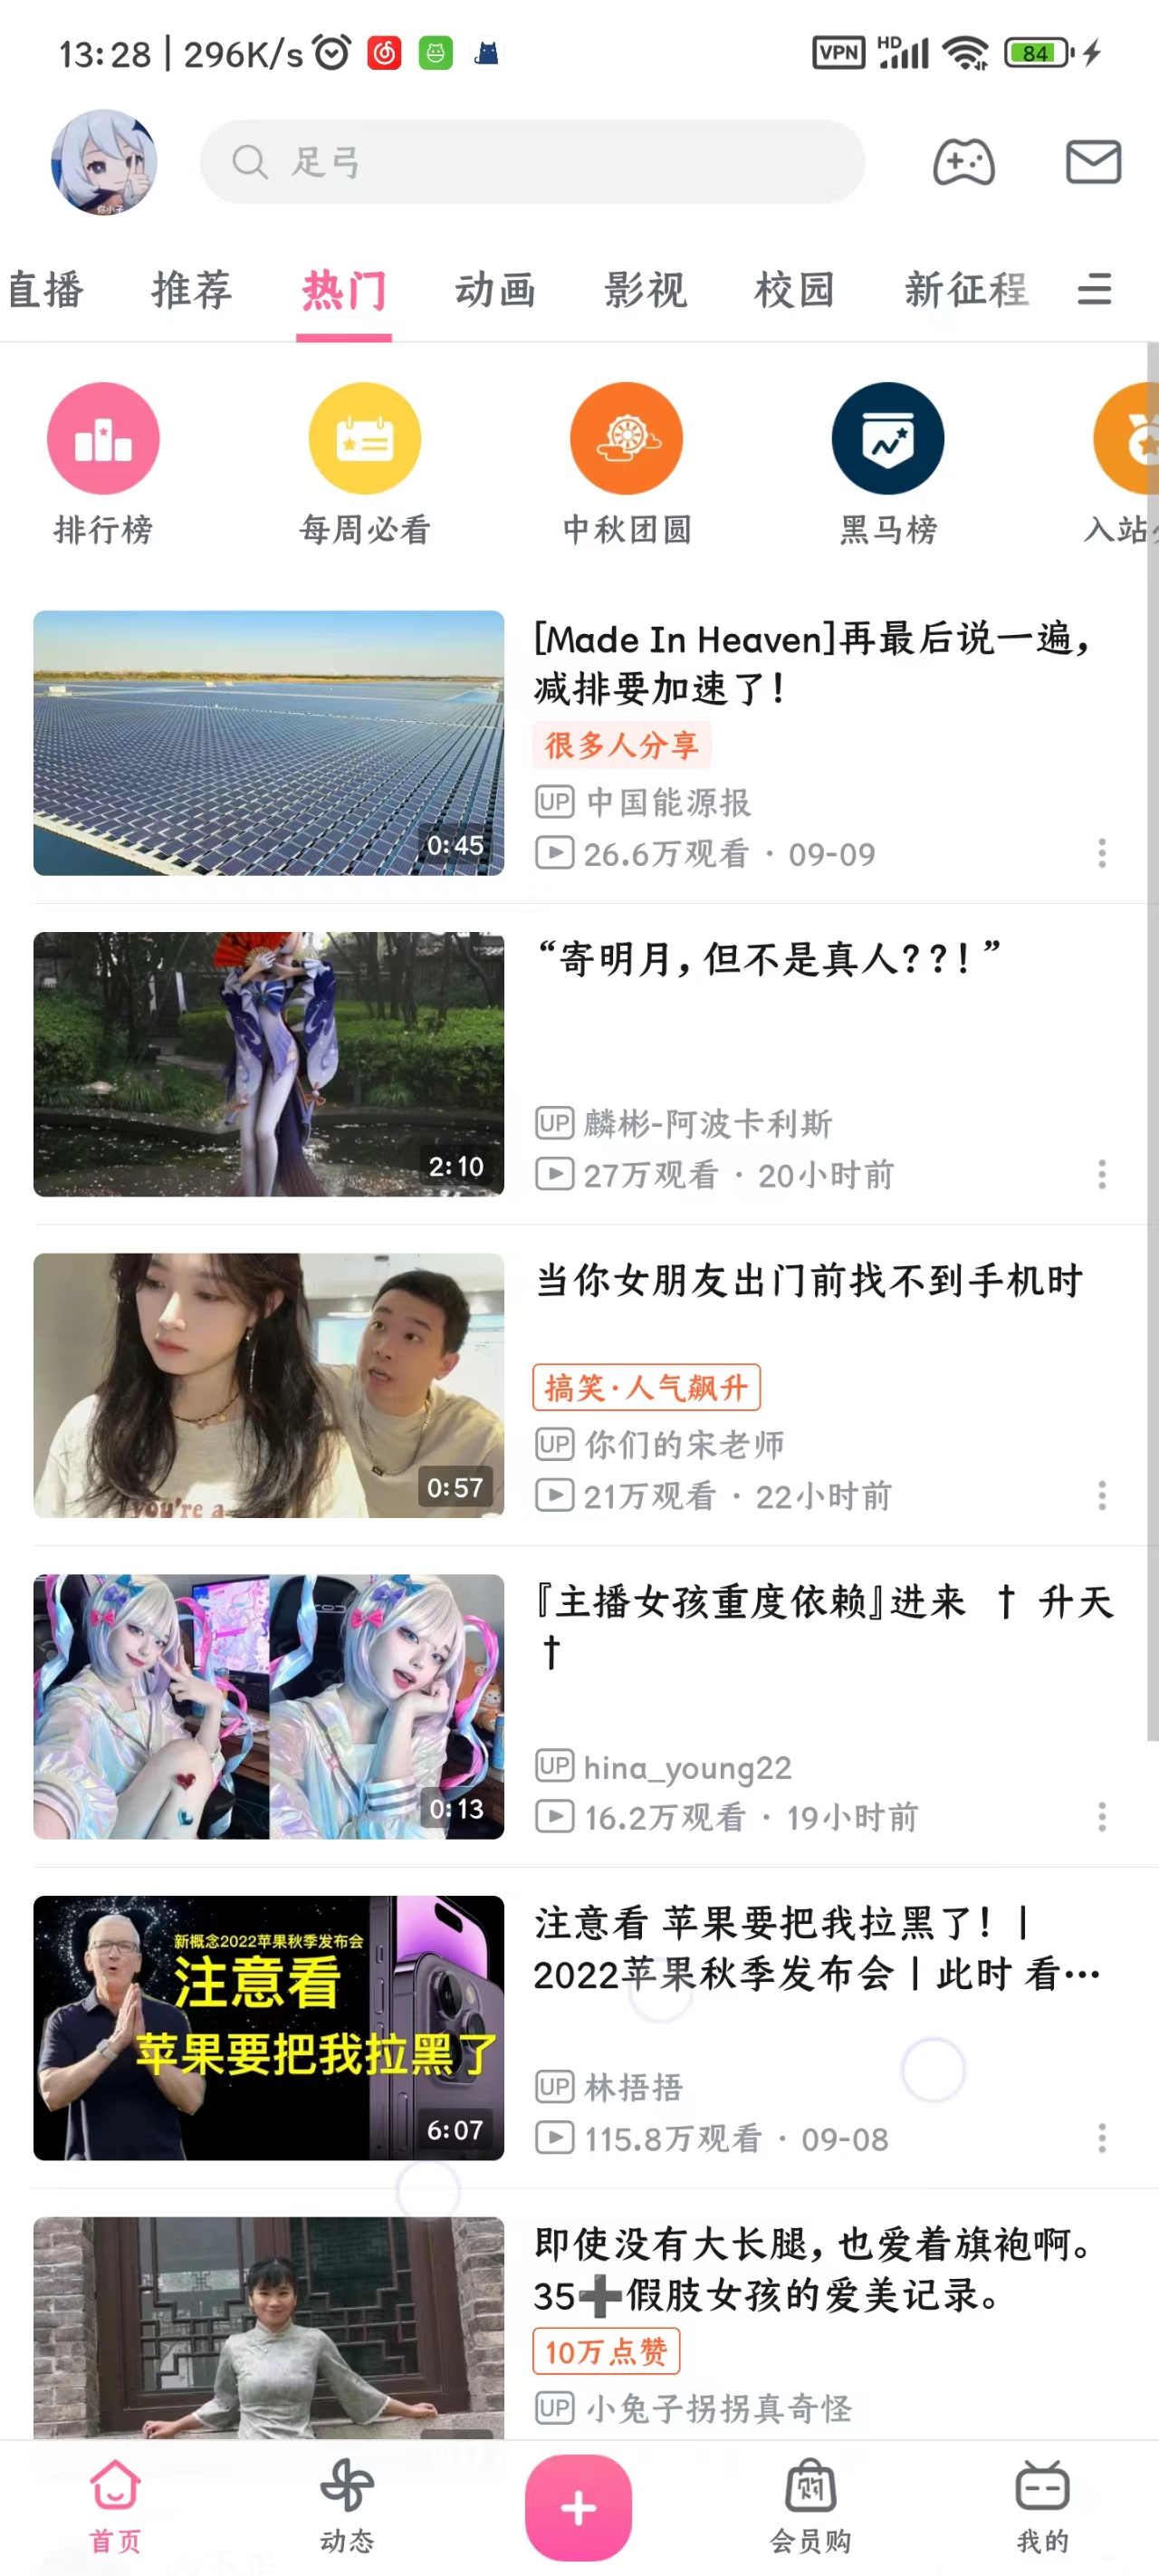 13:28 | 296K/s
VPN HD 84
你小子
足弓
直播 推荐 热门 动画 影视 校园 新征程
排行榜 每周必看 中秋团圆 黑马榜 入站
[Made In Heaven]再最后说一遍，
减排要加速了！
很多人分享
UP 中国能源报
0:45
26.6万观看 · 09-09
“寄明月，但不是真人？？！”
UP 麟彬-阿波卡利斯
2:10
27万观看 · 20小时前
当你女朋友出门前找不到手机时
搞笑·人气飙升
UP 你们的宋老师
you're a
0:57
21万观看 · 22小时前
『主播女孩重度依赖』进来 † 升天
†
UP hina_young22
0:13
16.2万观看 · 19小时前
新概念2022苹果秋季发布会
注意看
苹果要把我拉黑了
6:07
注意看 苹果要把我拉黑了！丨
2022苹果秋季发布会丨此时 看…
UP 林捂捂
115.8万观看 · 09-08
即使没有大长腿，也爱着旗袍啊。
35➕假肢女孩的爱美记录。
10万点赞
UP 小兔子拐拐真奇怪
首页 动态 会员购 我的
购